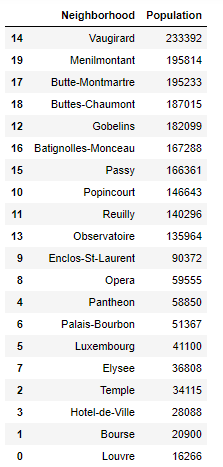 Neighborhood Population
14 Vaugirard 233392
19 Menilmontant 195814
17 Butte-Montmartre 195233
18 Buttes-Chaumont 187015
12 Gobelins 182099
16 Batignolles-Monceau 167288
15 Passy 166361
10 Popincourt 146643
11 Reuilly 140296
13 Observatoire 135964
9 Enclos-St-Laurent 90372
8 Opera 59555
4 Pantheon 58850
6 Palais-Bourbon 51367
5 Luxembourg 41100
7 Elysee 36808
2 Temple 34115
3 Hotel-de-Ville 28088
1 Bourse 20900
0 Louvre 16266